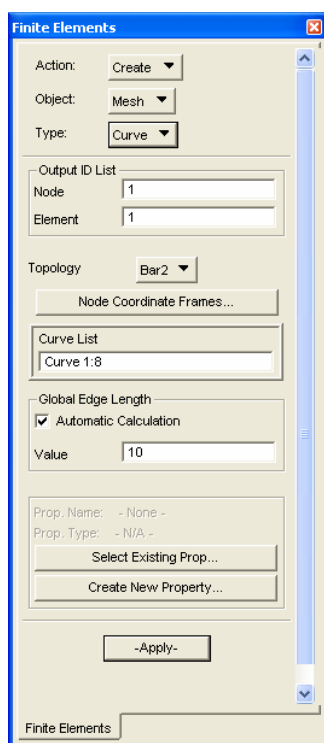 Finite Elements
Action: Create
Object: Mesh
Type: Curve
Output ID List
Node 1
Element 1
Topology Bar2
Node Coordinate Frames...
Curve List
Curve 1:8
Global Edge Length
Automatic Calculation
Value 10
Prop. Name: - None -
Prop. Type: - N/A -
Select Existing Prop...
Create New Property...
-Apply-
Finite Elements